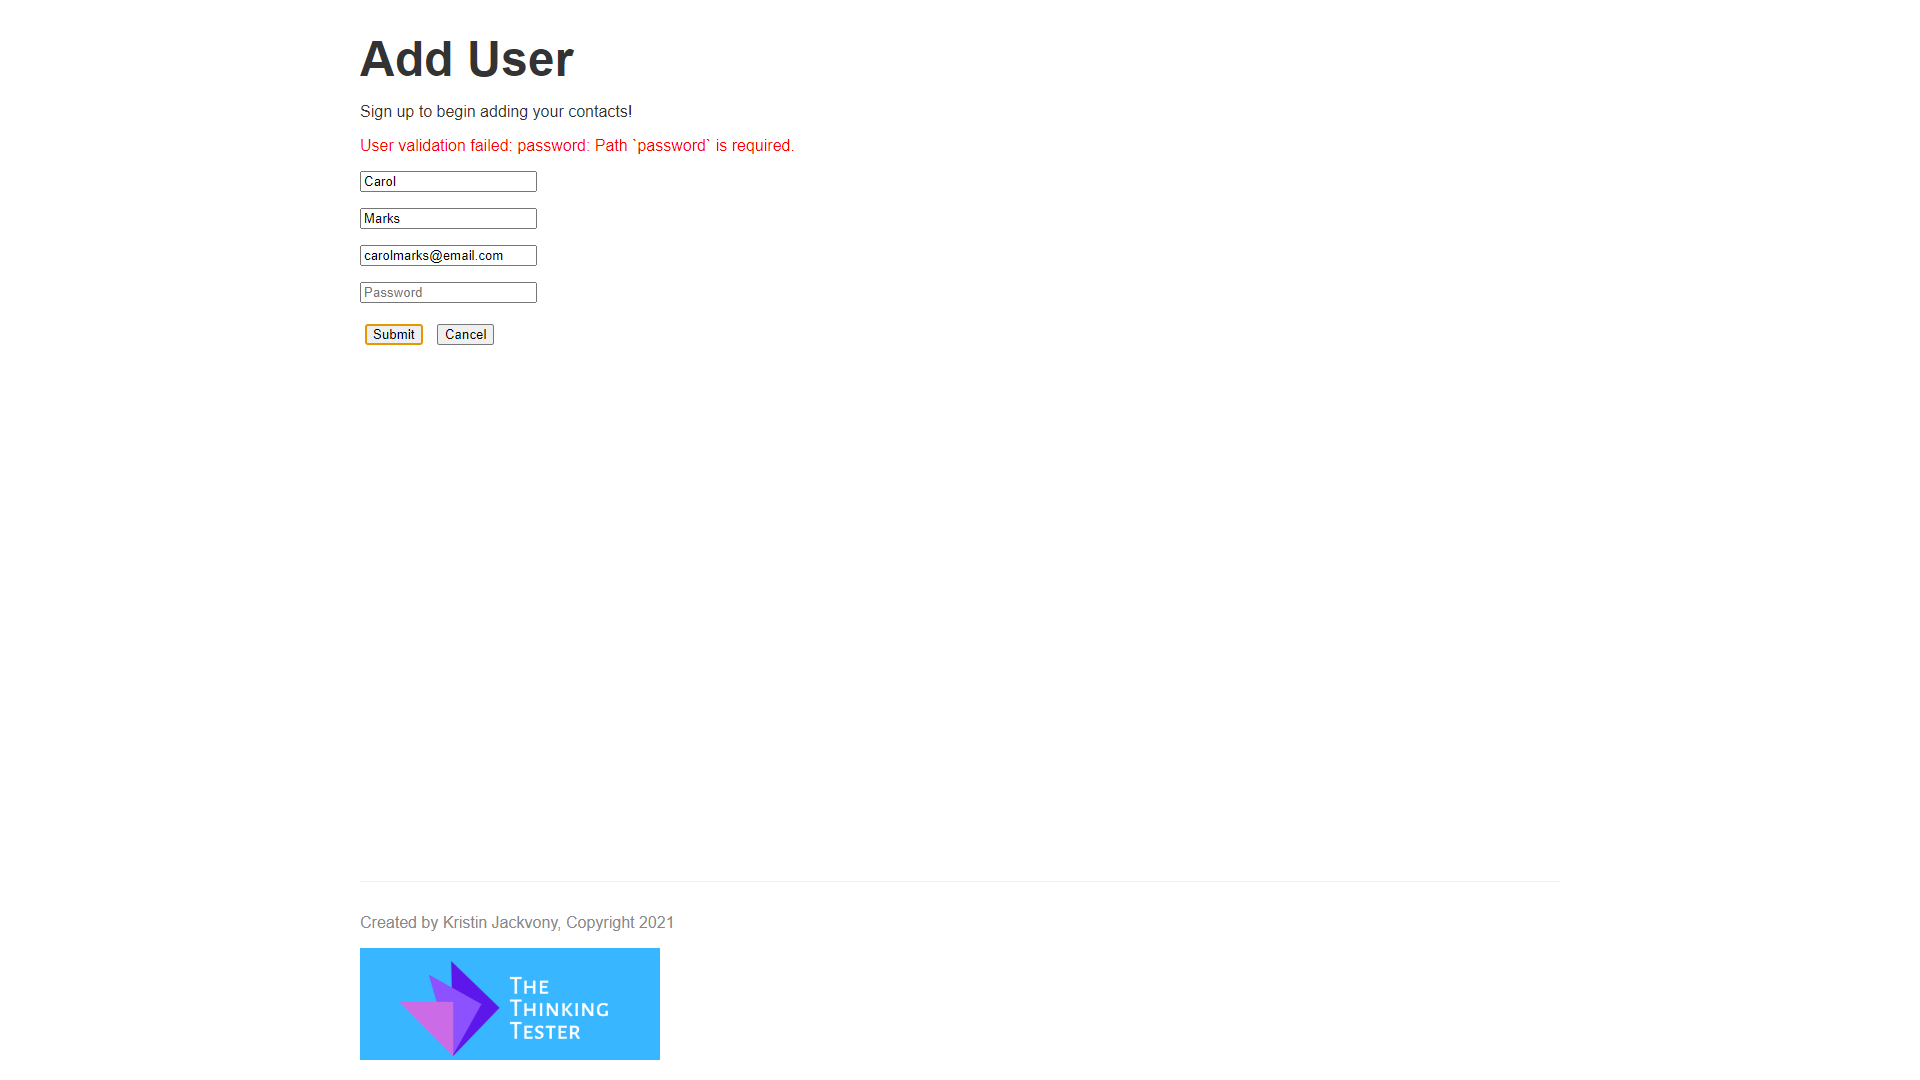 Add User
Sign up to begin adding your contacts!
User validation failed: password: Path `password` is required.
Carol
Marks
carolmarks@email.com
Password
Submit Cancel
Created by Kristin Jackvony, Copyright 2021
THE
THINKING
TESTER